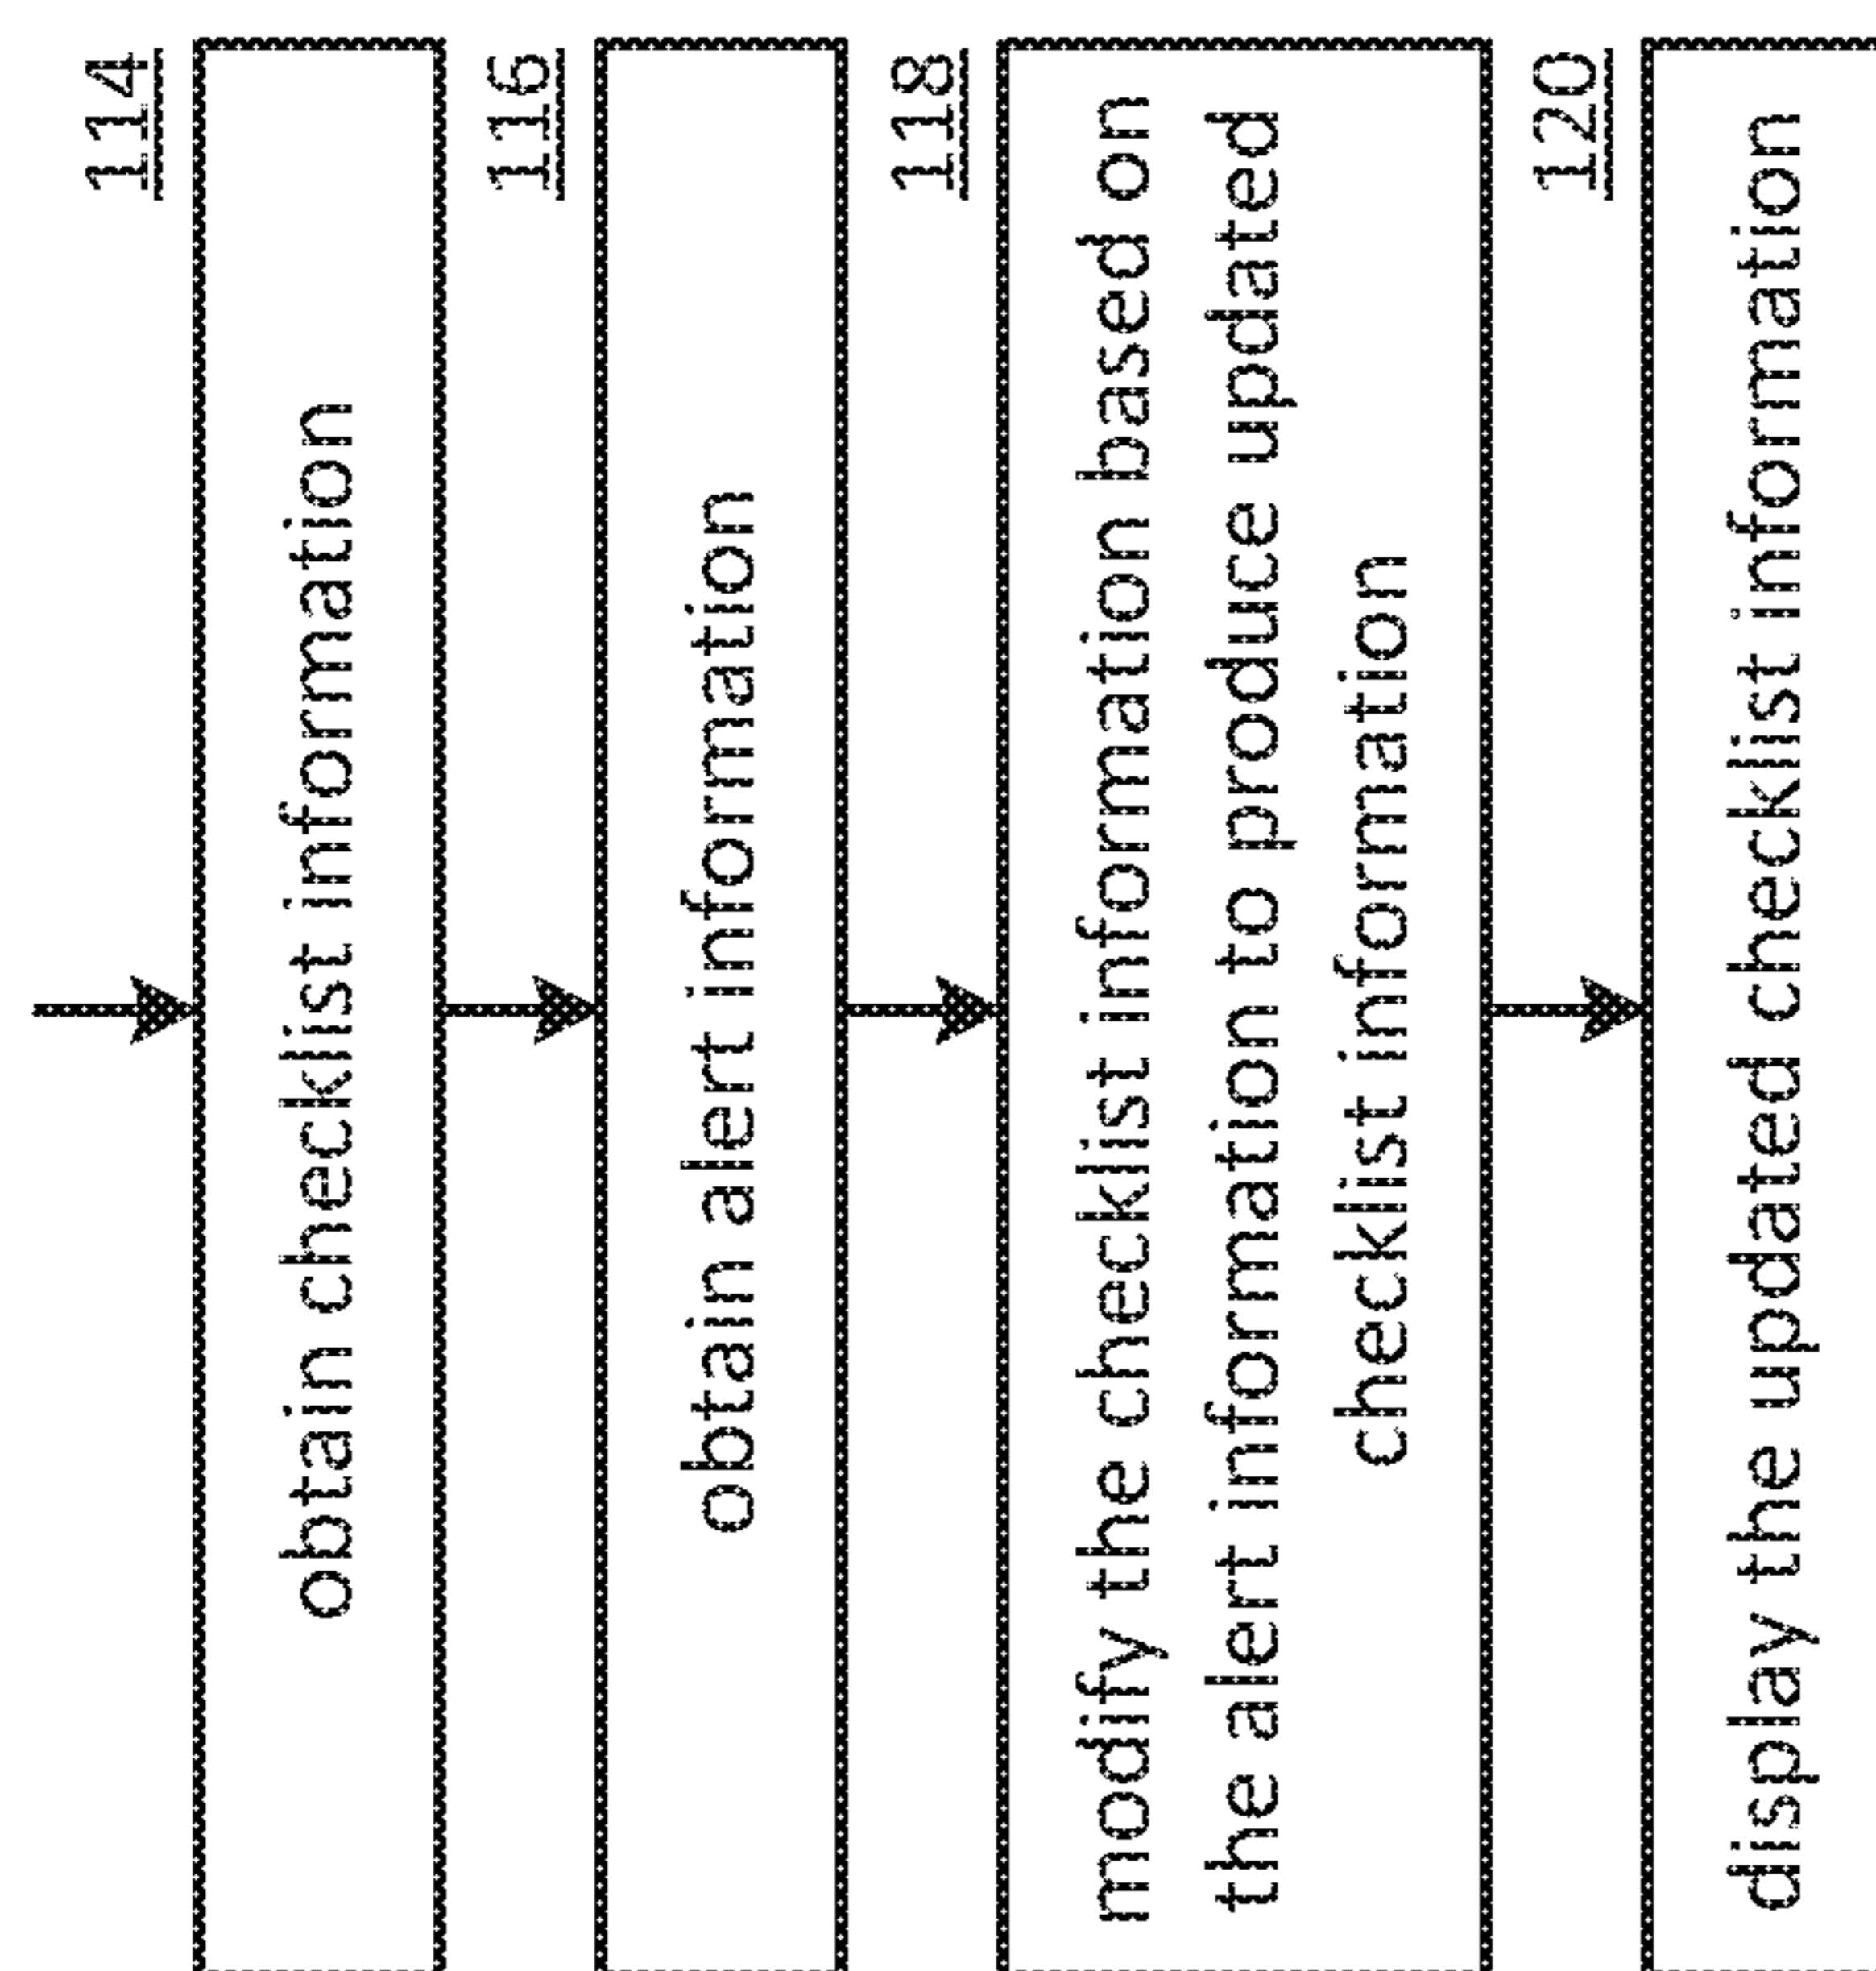 114
obtain checklist information
116
obtain alert information
118
modify the checklist information based on
the alert information to produce updated
checklist information
120
display the updated checklist information